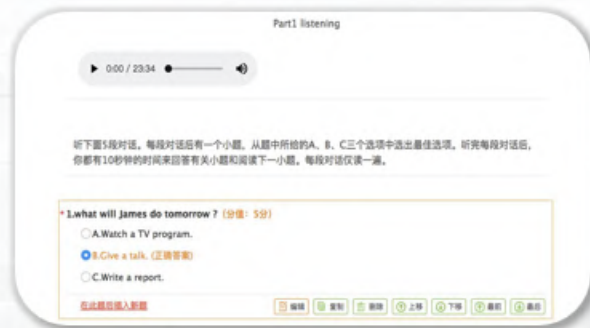 Part1 listening
0:00 / 23:34
听下面5段对话。每段对话后有一个小题，从题中所给的A、B、C三个选项中选出最佳选项。听完每段对话后，
你都有10秒钟的时间来回答有关小题和阅读下一小题。每段对话仅读一遍。
*1.what will James do tomorrow ? (分值：5分)
A.Watch a TV program.
B.Give a talk. (正确答案)
C.Write a report.
在此题后插入新题 编辑 复制 删除 上移 下移 最前 最后